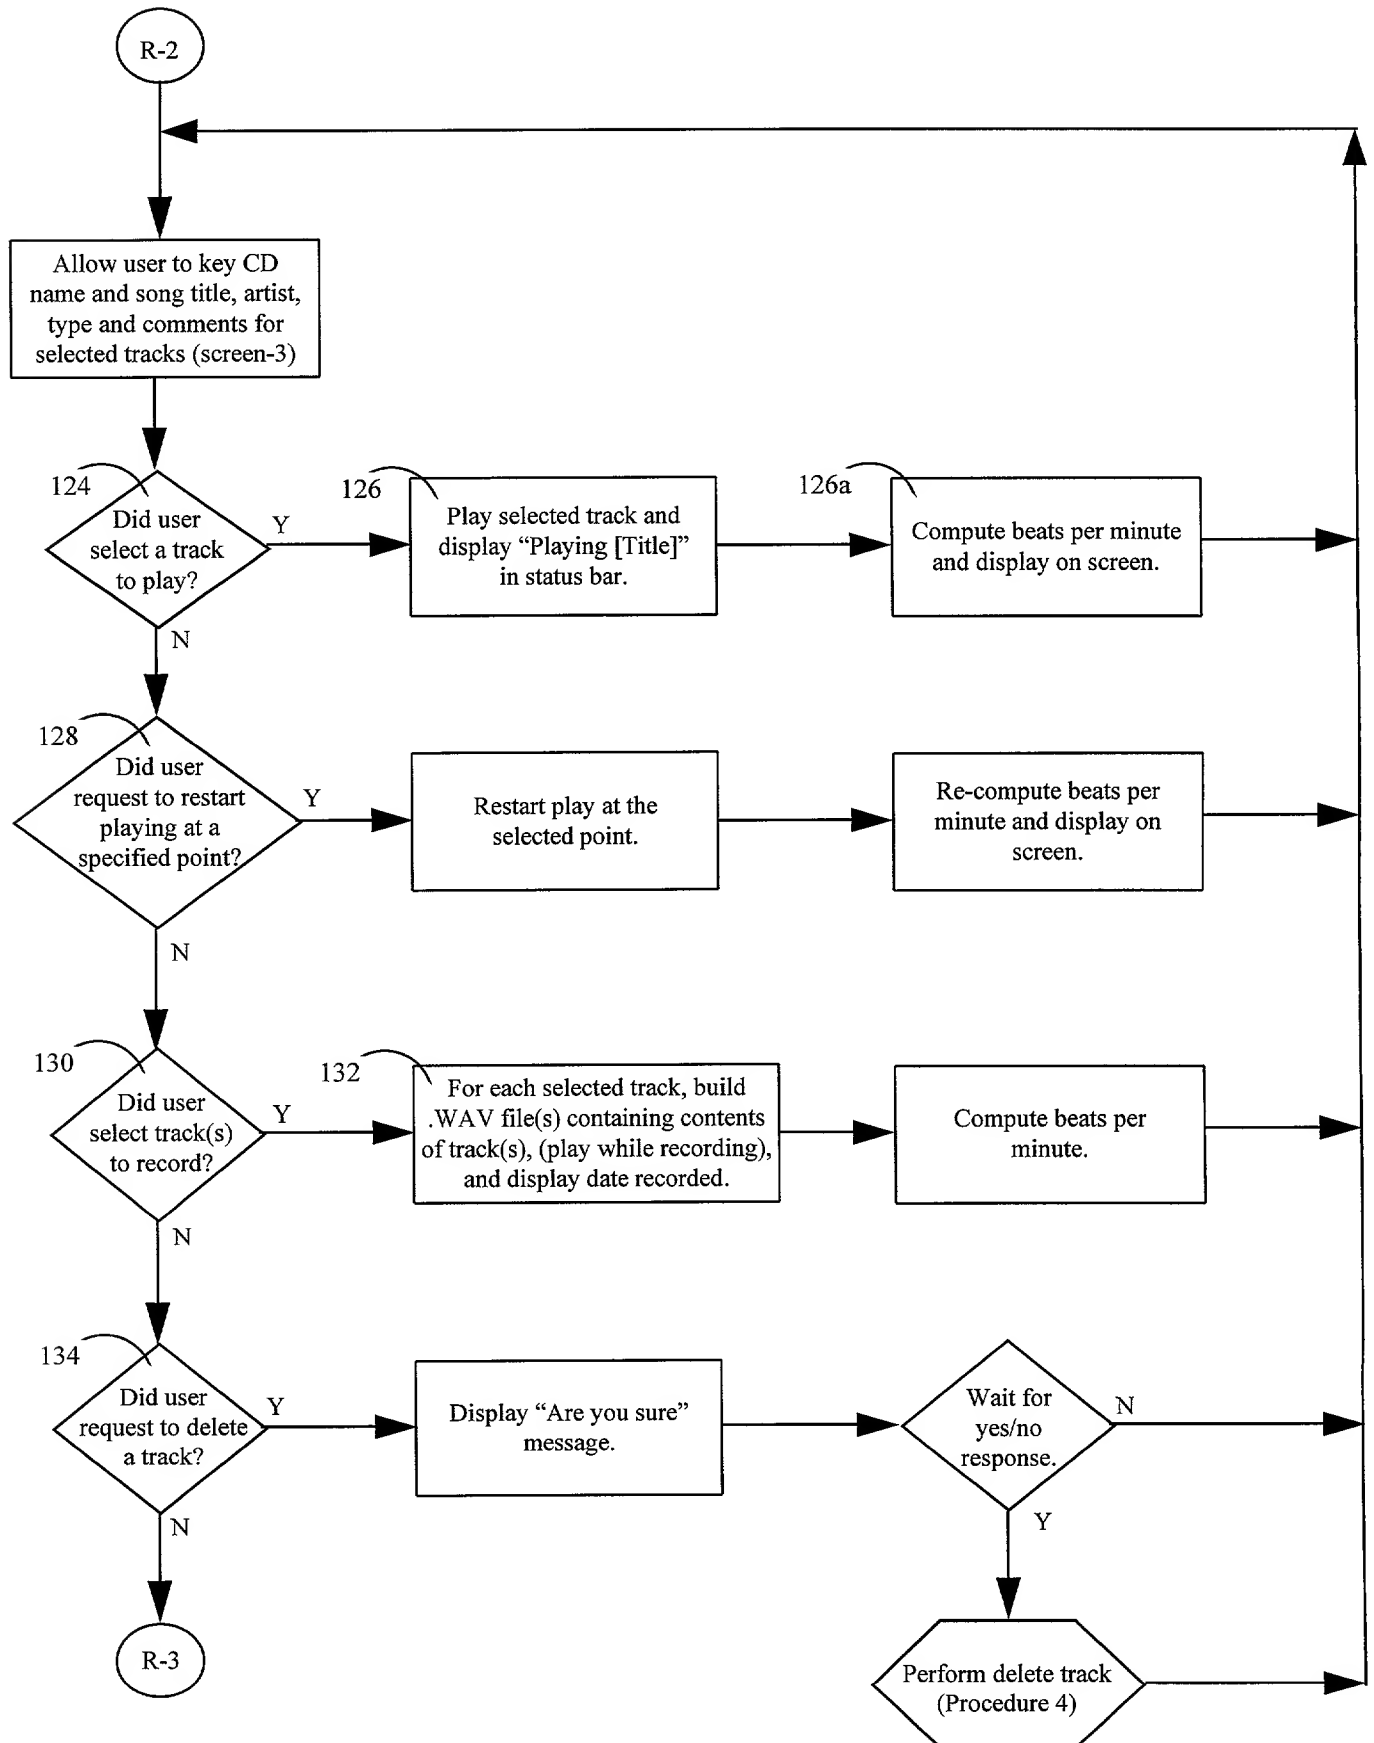 R-2
Allow user to key CD
name and song title, artist,
type and comments for
selected tracks (screen-3)
124
Did user
select a track
to play?
Y
N
126
Play selected track and
display “Playing [Title]”
in status bar.
126a
Compute beats per minute
and display on screen.
128
Did user
request to restart
playing at a
specified point?
Y
N
Restart play at the
selected point.
Re-compute beats per
minute and display on
screen.
130
Did user
select track(s)
to record?
Y
N
132
For each selected track, build
.WAV file(s) containing contents
of track(s), (play while recording),
and display date recorded.
Compute beats per
minute.
134
Did user
request to delete
a track?
Y
N
Display “Are you sure”
message.
Wait for
yes/no
response.
N
Y
R-3
Perform delete track
(Procedure 4)